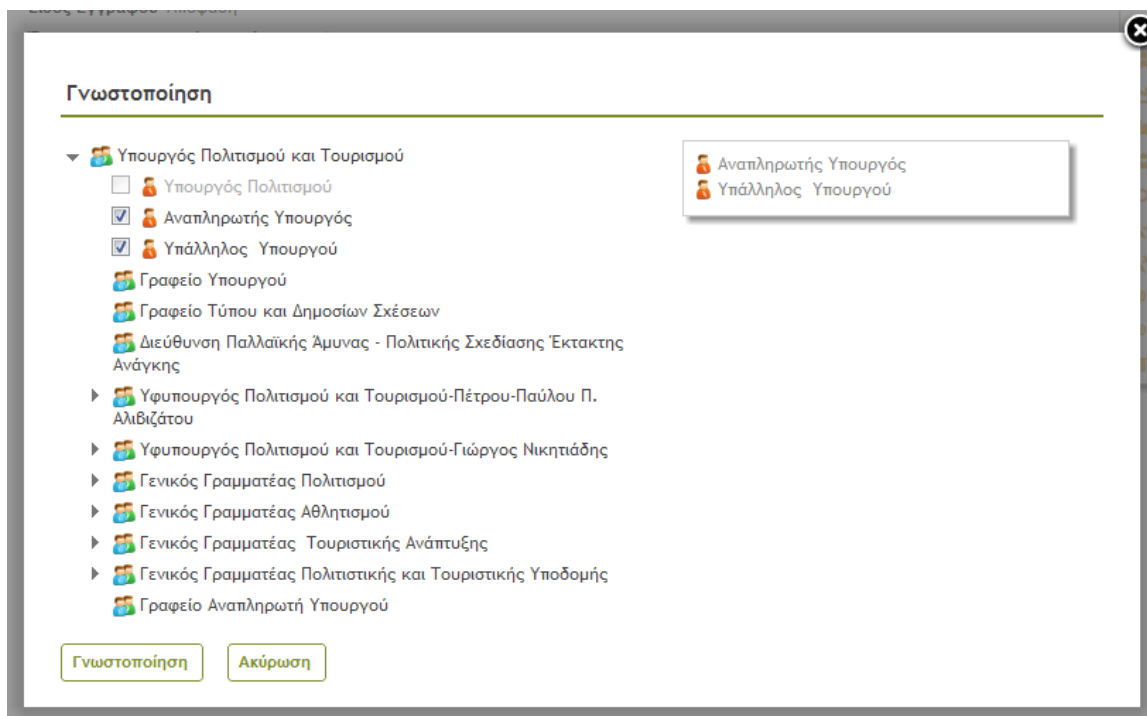 Γνωστοποίηση
Υπουργός Πολιτισμού και Τουρισμού
Υπουργός Πολιτισμού
Αναπληρωτής Υπουργός
Υπάλληλος Υπουργού
Γραφείο Υπουργού
Γραφείο Τύπου και Δημοσίων Σχέσεων
Διεύθυνση Παλλαϊκής Άμυνας - Πολιτικής Σχεδίασης Έκτακτης
Ανάγκης
Υφυπουργός Πολιτισμού και Τουρισμού-Πέτρου-Παύλου Π.
Αλιβιζάτου
Υφυπουργός Πολιτισμού και Τουρισμού-Γιώργος Νικητιάδης
Γενικός Γραμματέας Πολιτισμού
Γενικός Γραμματέας Αθλητισμού
Γενικός Γραμματέας Τουριστικής Ανάπτυξης
Γενικός Γραμματέας Πολιτιστικής και Τουριστικής Υποδομής
Γραφείο Αναπληρωτή Υπουργού
Αναπληρωτής Υπουργός
Υπάλληλος Υπουργού
Γνωστοποίηση
Ακύρωση